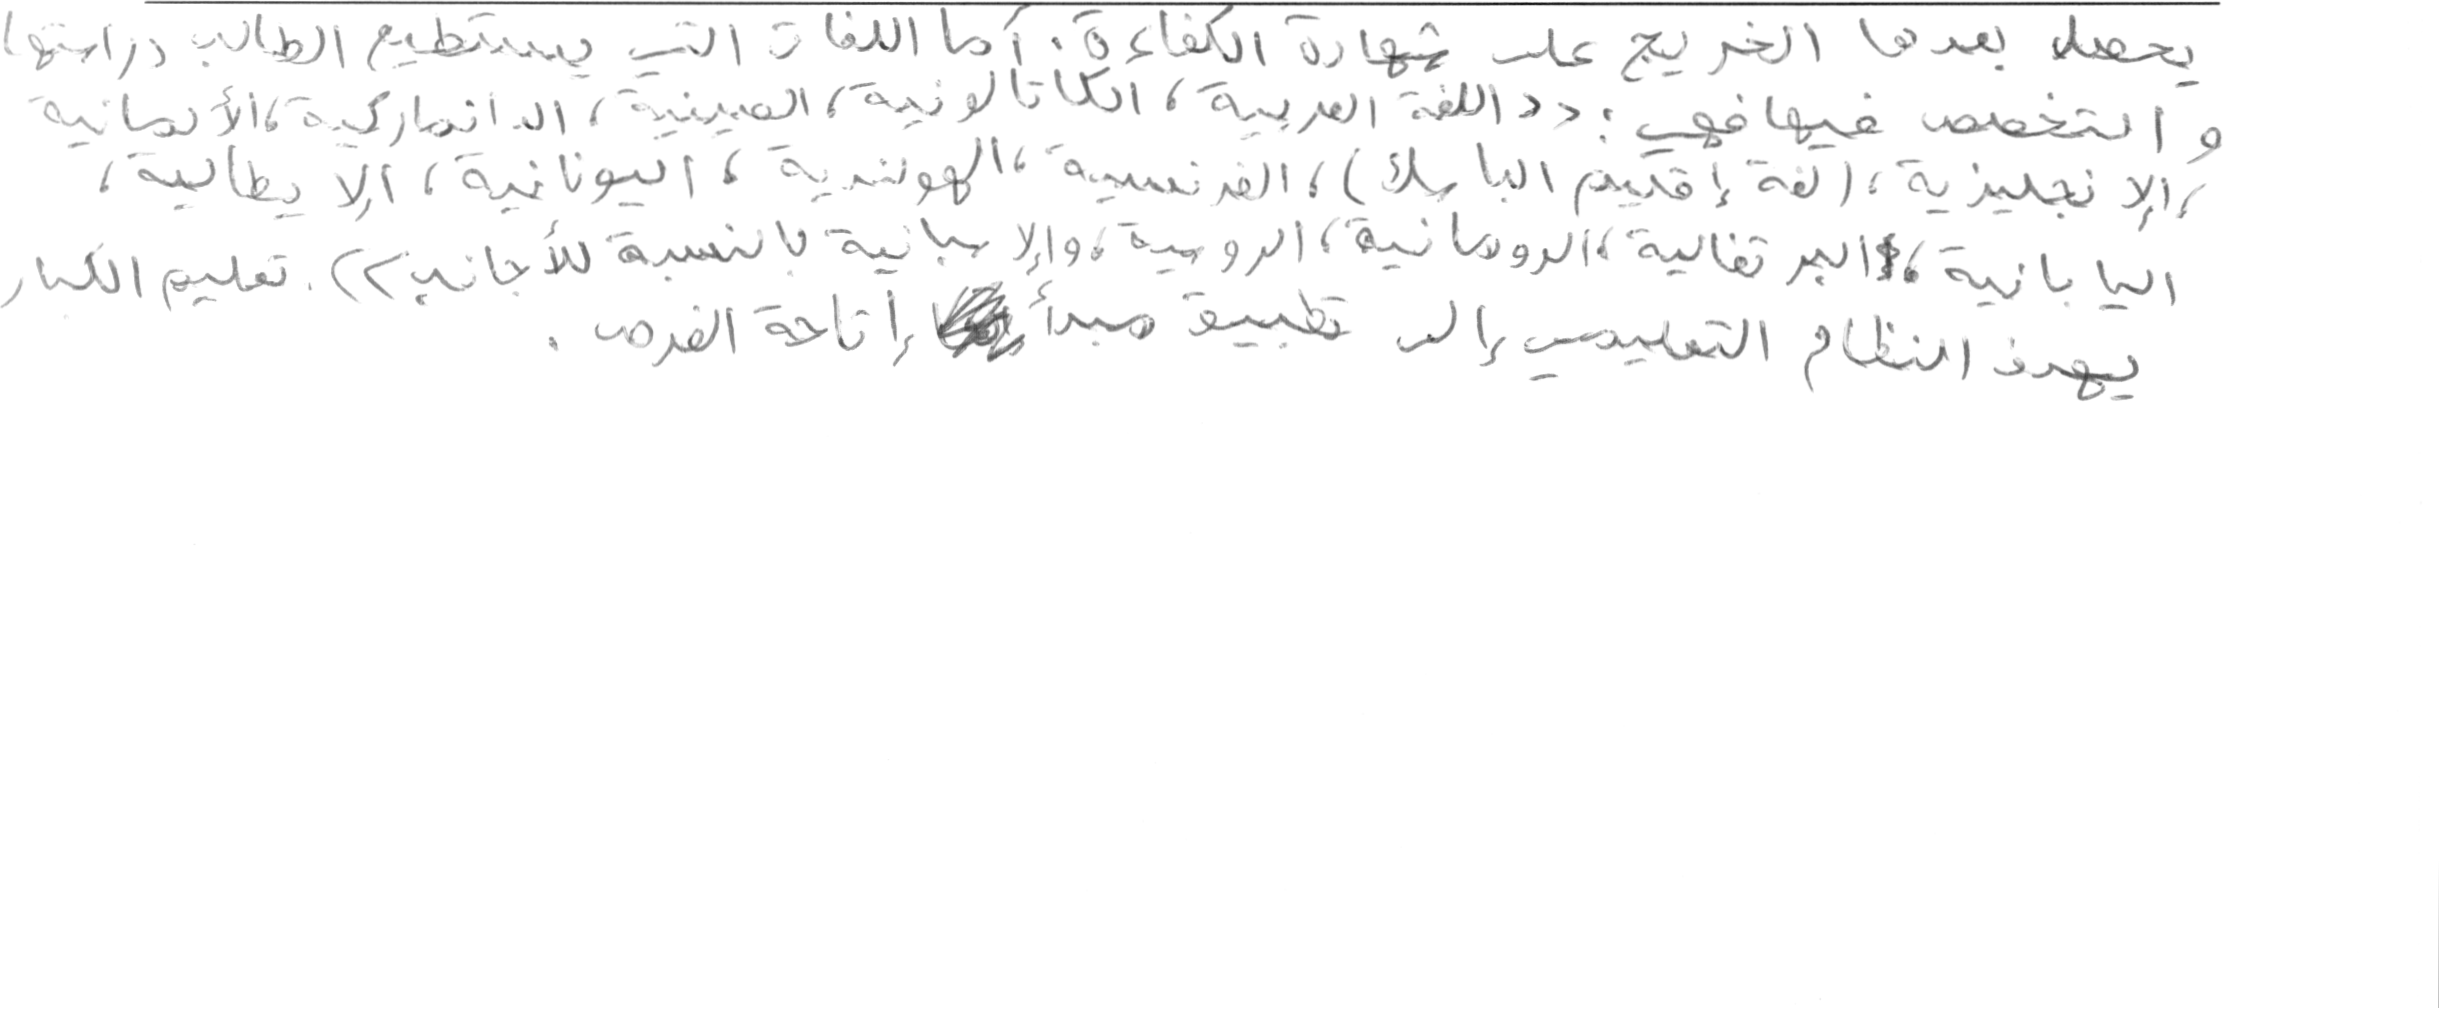 يحصل بعدها الخريج على شهادة الكفاءة. أما اللغات التي يستطيع الطالب دراستها
والتخصص فيها فهي: << اللغة العربية، الكاتالونية، الصينية، الدانماركية، الألمانية
، الإنجليزية، (لغة إقليم الباسك)، الفرنسية، الهولندية، اليونانية، الإيطالية،
اليابانية، البرتغالية، الرومانية، الروسية، والإسبانية بالنسبة للأجانب >>. تعليم الكبار
يهدف النظام التعليمي إلى تطبيق مبدأ إتاحة الفرص.